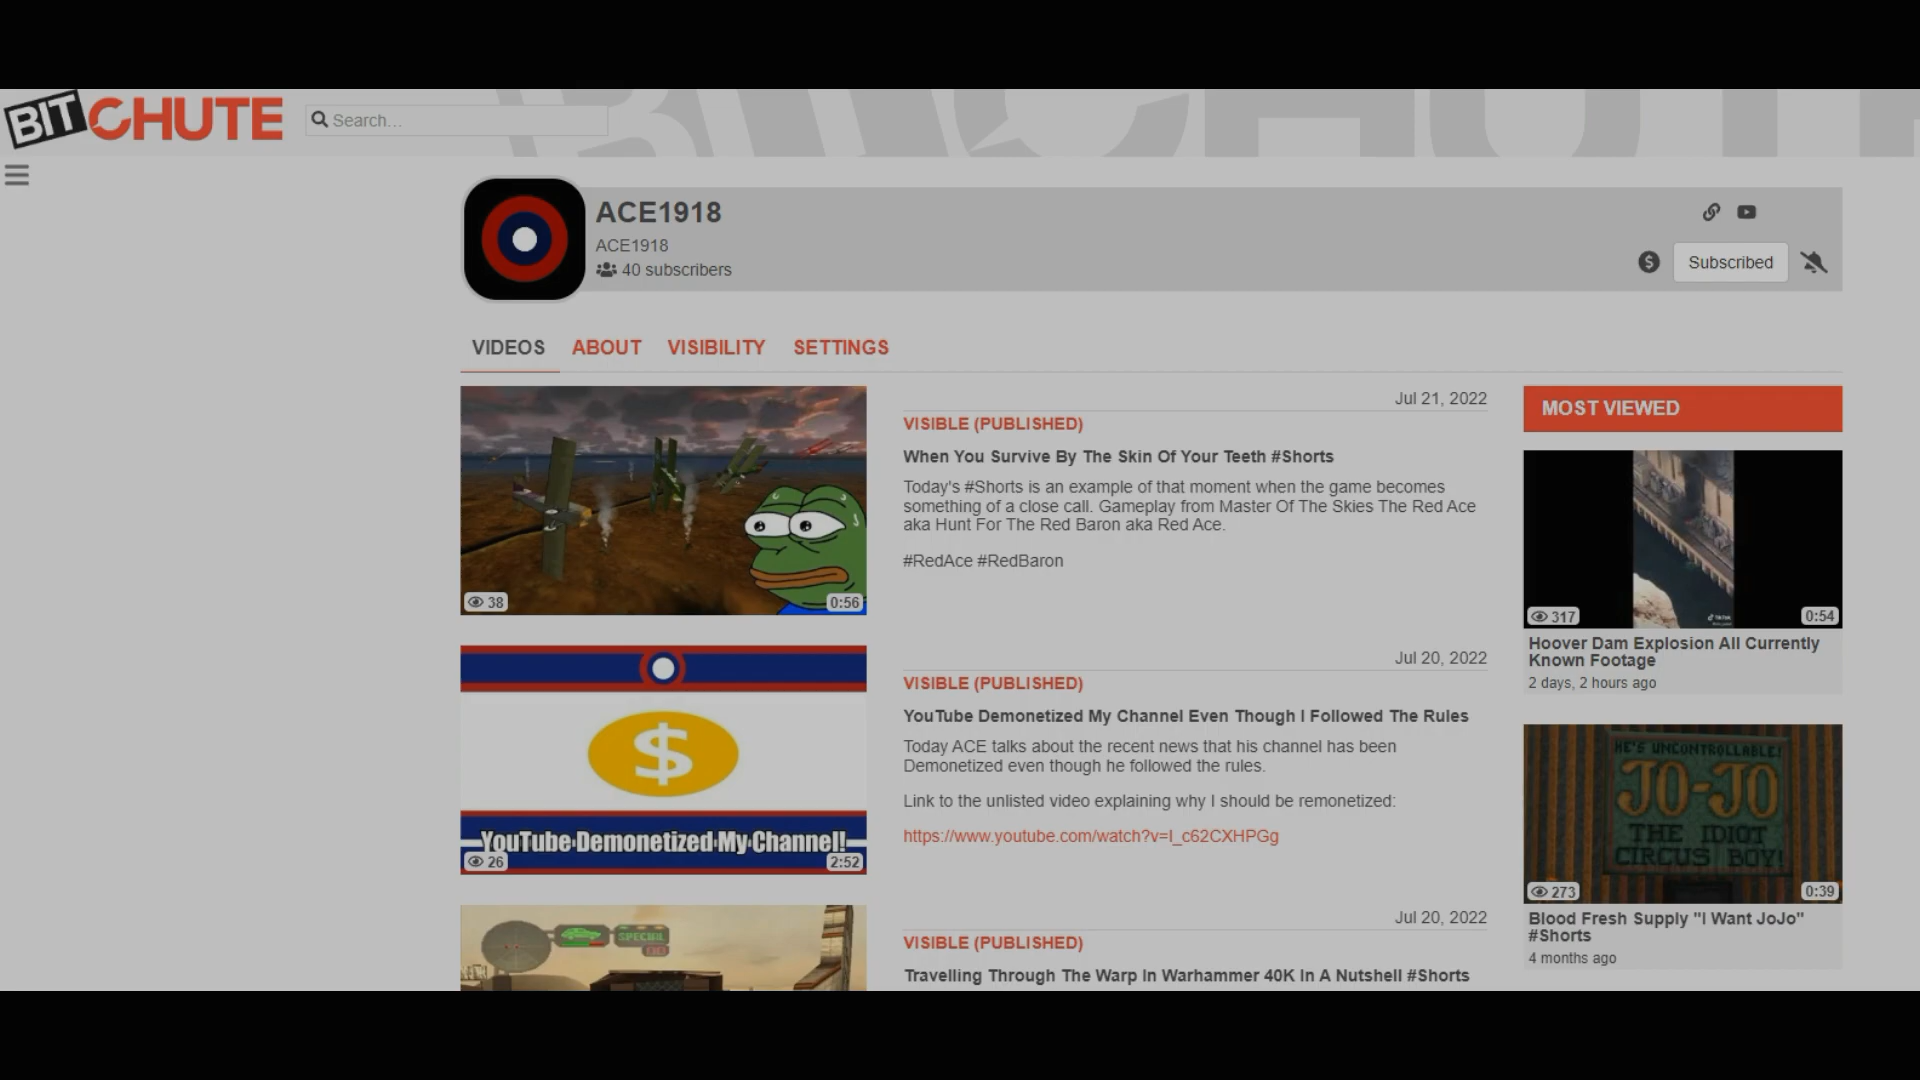 BITCHUTE
Search...
BITCHUTE
ACE1918
ACE1918
40 subscribers
Subscribed
VIDEOS ABOUT VISIBILITY SETTINGS
38
0:56
Jul 21, 2022
VISIBLE (PUBLISHED)
When You Survive By The Skin Of Your Teeth #Shorts
Today's #Shorts is an example of that moment when the game becomes
something of a close call. Gameplay from Master Of The Skies The Red Ace
aka Hunt For The Red Baron aka Red Ace.
#RedAce #RedBaron
$
YouTube Demonetized My Channel!
26
2:52
Jul 20, 2022
VISIBLE (PUBLISHED)
YouTube Demonetized My Channel Even Though I Followed The Rules
Today ACE talks about the recent news that his channel has been
Demonetized even though he followed the rules.
Link to the unlisted video explaining why I should be remonetized:
https://www.youtube.com/watch?v=I_c62CXHPGg
SPECIAL
Jul 20, 2022
VISIBLE (PUBLISHED)
Travelling Through The Warp In Warhammer 40K In A Nutshell #Shorts
MOST VIEWED
TikTok
317
0:54
Hoover Dam Explosion All Currently
Known Footage
2 days, 2 hours ago
HE'S UNCONTROLLABLE!
JO-JO
THE IDIOT
CIRCUS BOY!
273
0:39
Blood Fresh Supply "I Want JoJo"
#Shorts
4 months ago